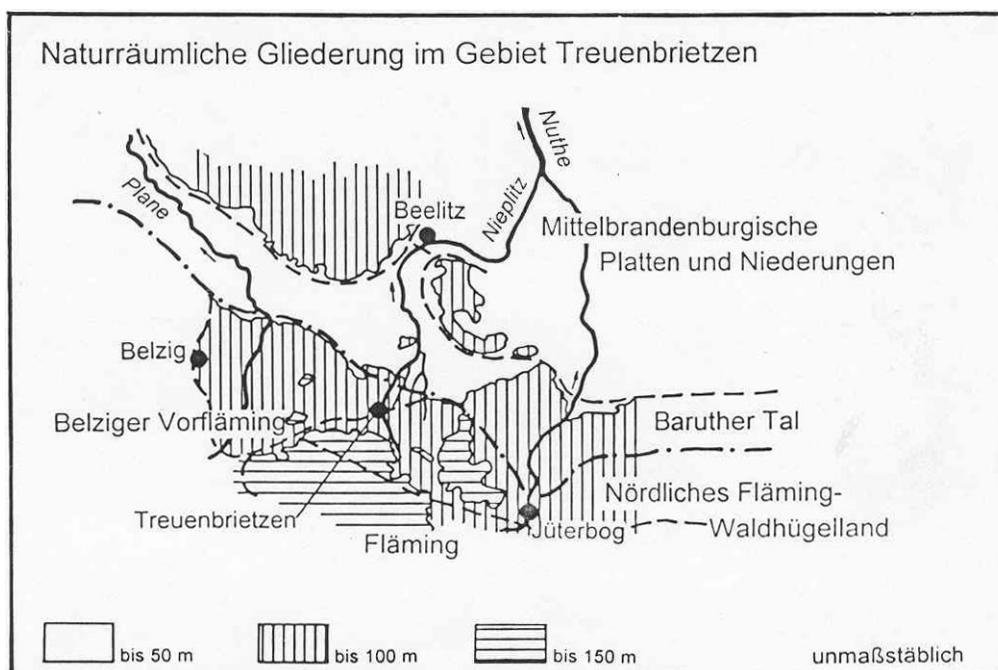 Naturräumliche Gliederung im Gebiet Treuenbrietzen
Nuthe
Plane
Beelitz
Nieplitz
Mittelbrandenburgische
Platten und Niederungen
Belzig
Belziger Vorfläming
Baruther Tal
Treuenbrietzen
Fläming
Jüterbog
Nördliches Fläming-
Waldhügelland
bis 50 m
bis 100 m
bis 150 m
unmaßstäblich